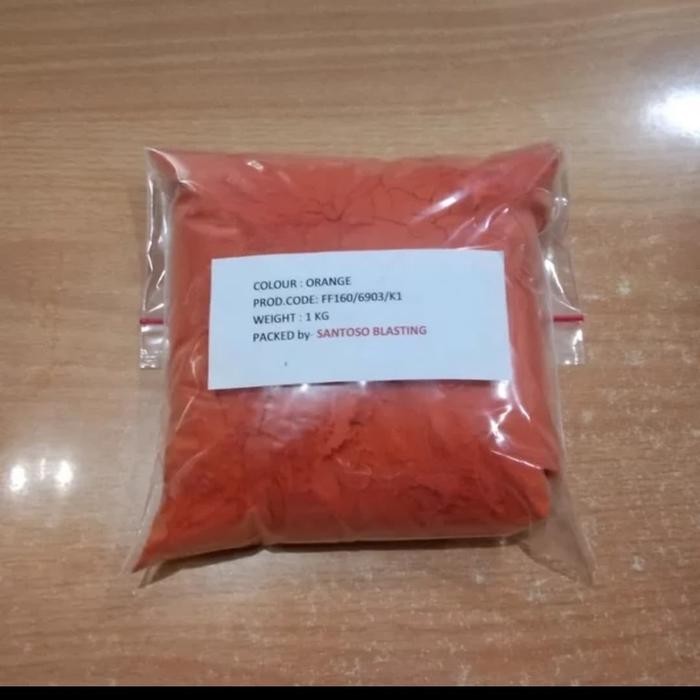 COLOUR : ORANGE
PROD.CODE: FF160/6903/K1
WEIGHT : 1 KG
PACKED by- SANTOSO BLASTING